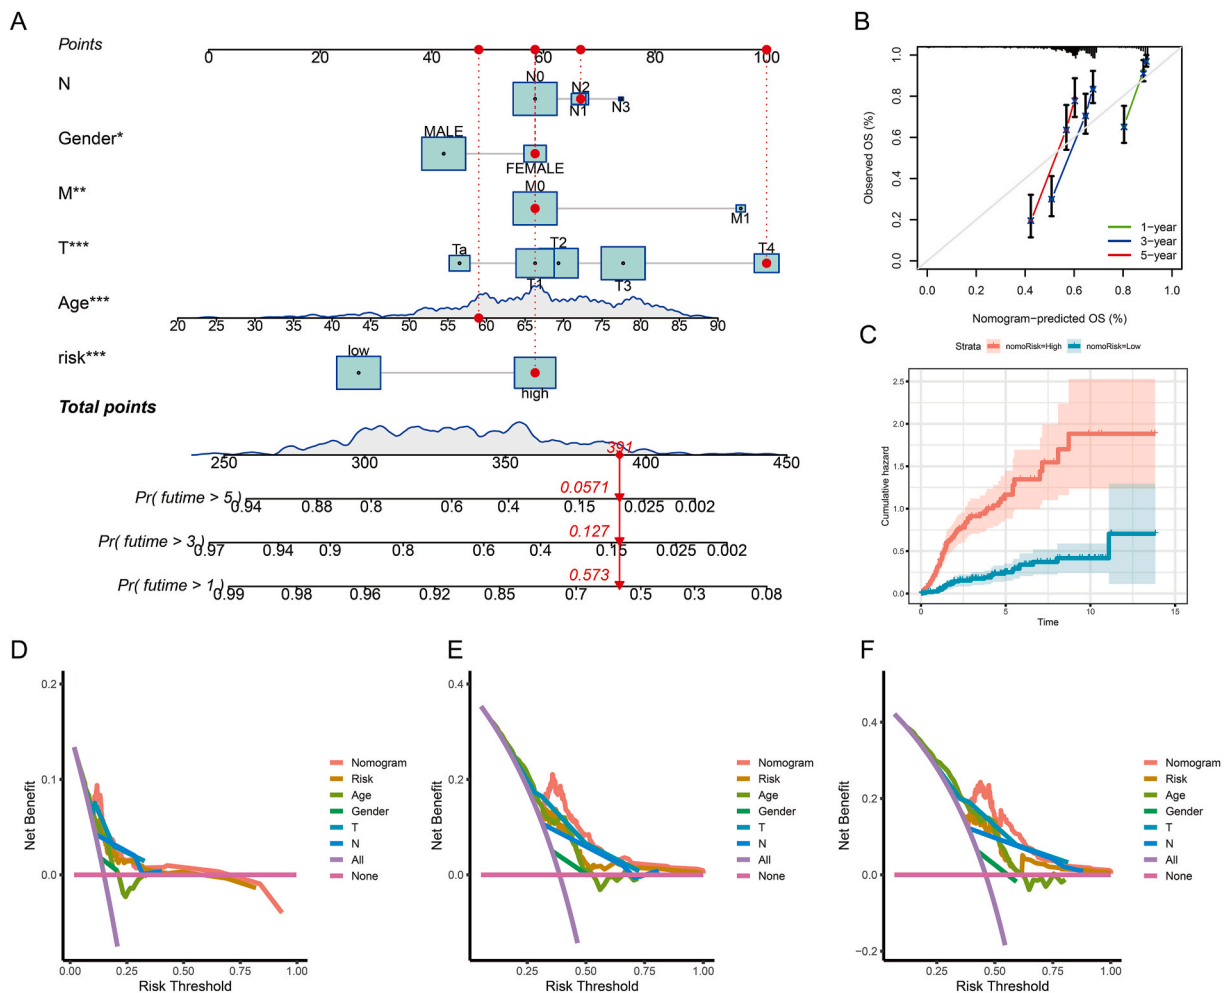 A
Points
0 20 40 60 80 100
N
N0
N2
N1
N3
Gender*
MALE
FEMALE
M**
M0
M1
T***
Ta
T2
T4
T1
T3
Age***
20 25 30 35 40 45 50 55 60 65 70 75 80 85 90
risk***
low
high
Total points
391
250 300 350 400 450
0.0571
Pr( futime > 5 )
0.94 0.88 0.8 0.6 0.4 0.15 0.025 0.002
0.127
Pr( futime > 3 )
0.97 0.94 0.9 0.8 0.6 0.4 0.15 0.025 0.002
0.573
Pr( futime > 1 )
0.99 0.98 0.96 0.92 0.85 0.7 0.5 0.3 0.08
B
Observed OS (%)
1.0
0.8
0.6
0.4
0.2
0.0
1−year
3−year
5−year
0.0 0.2 0.4 0.6 0.8 1.0
Nomogram−predicted OS (%)
C
Strata nomoRisk=High nomoRisk=Low
Cumulative hazard
2.5
2.0
1.5
1.0
0.5
0.0
0 5 10 15
Time
D
Net Benefit
0.2
0.1
0.0
0.00 0.25 0.50 0.75 1.00
Risk Threshold
Nomogram
Risk
Age
Gender
T
N
All
None
E
Net Benefit
0.4
0.2
0.0
0.25 0.50 0.75 1.00
Risk Threshold
Nomogram
Risk
Age
Gender
T
N
All
None
F
Net Benefit
0.4
0.2
0.0
−0.2
0.25 0.50 0.75 1.00
Risk Threshold
Nomogram
Risk
Age
Gender
T
N
All
None